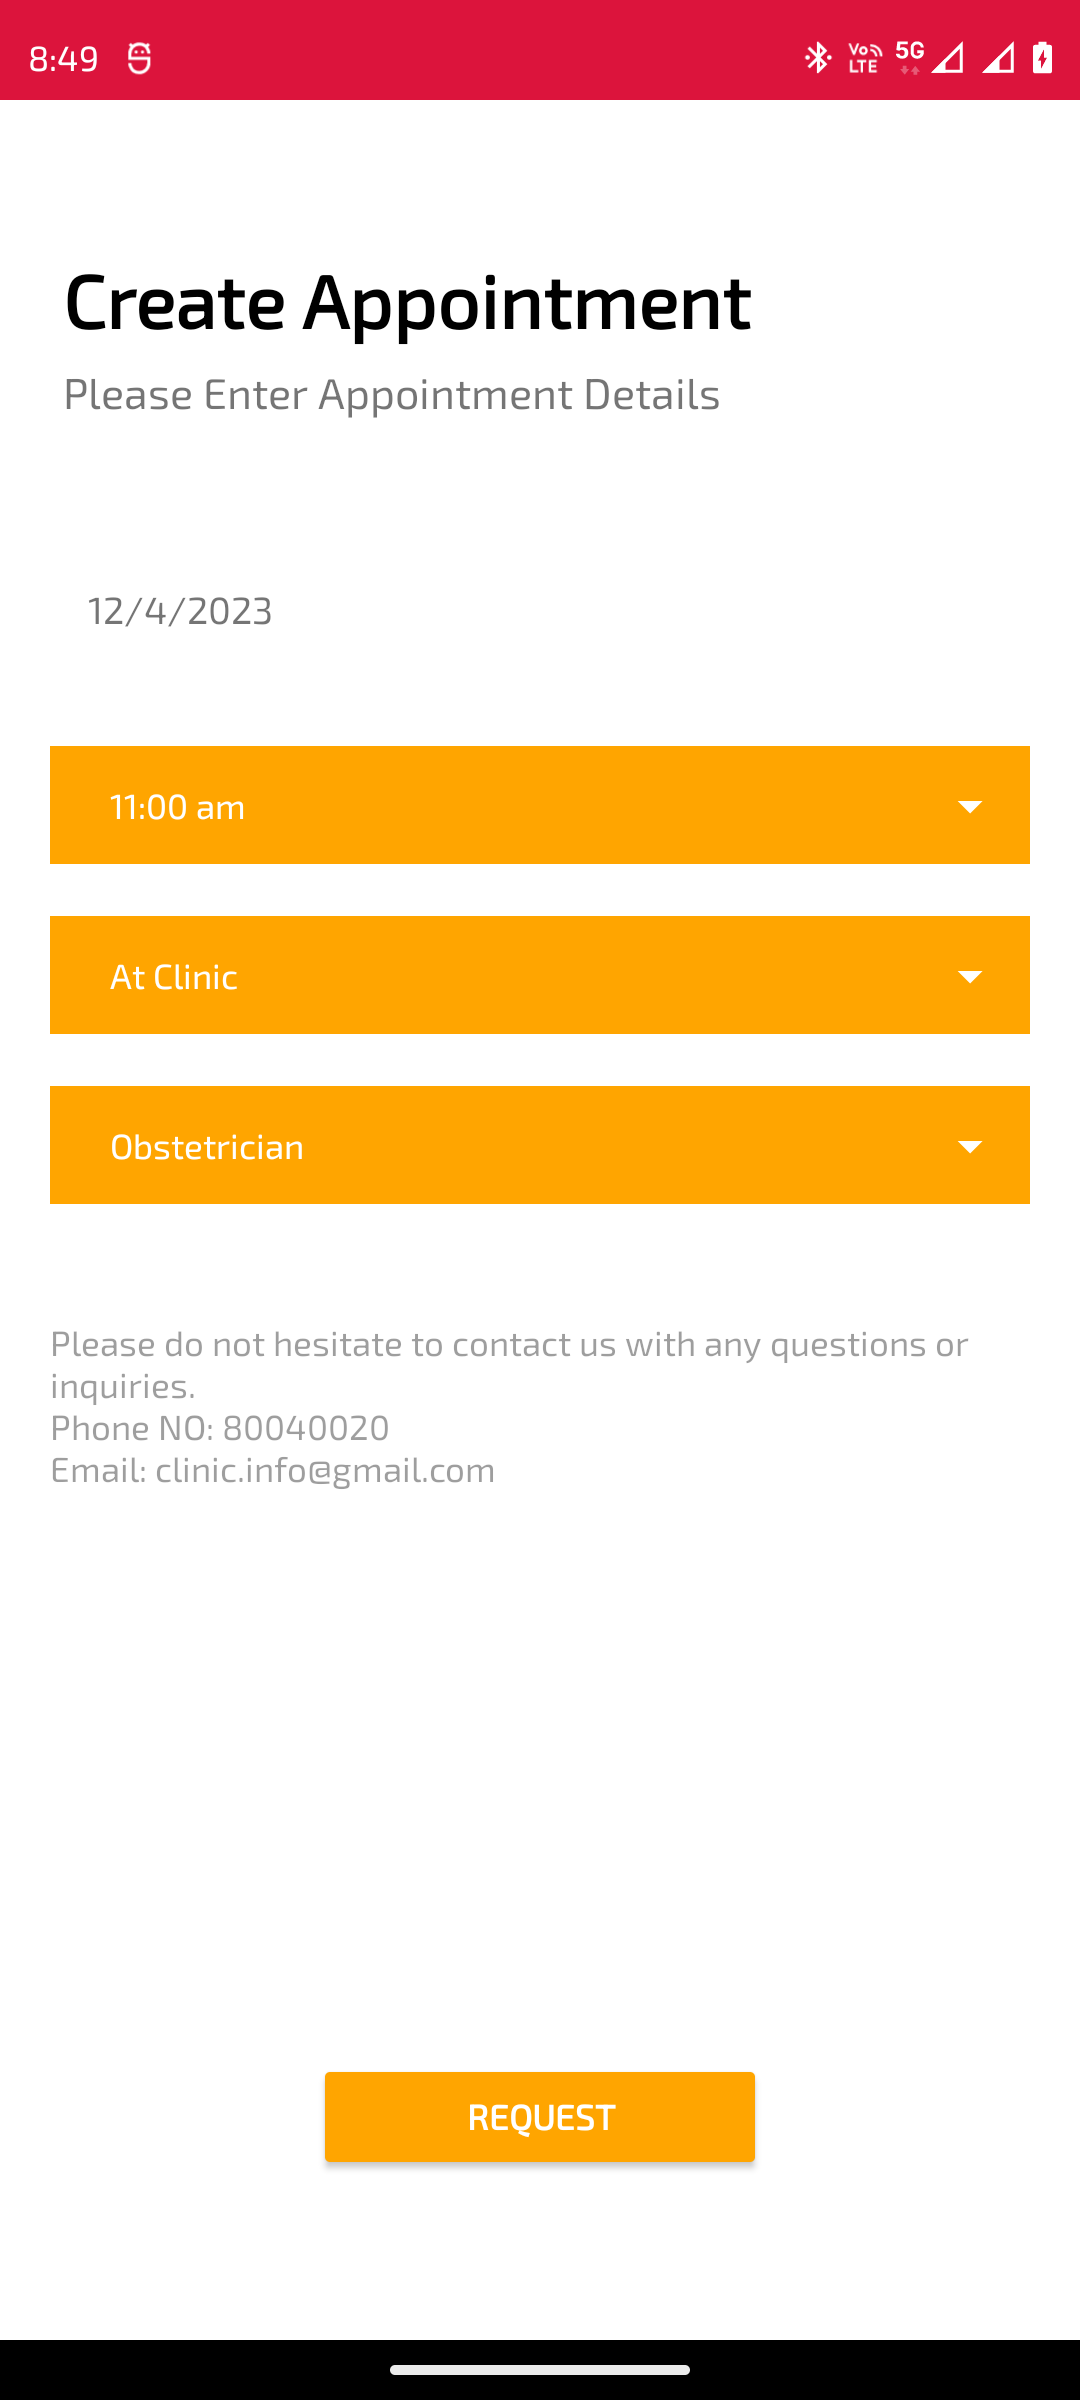 8:49
Vo LTE 5G
Create Appointment
Please Enter Appointment Details
12/4/2023
11:00 am
At Clinic
Obstetrician
Please do not hesitate to contact us with any questions or
inquiries.
Phone NO: 80040020
Email: clinic.info@gmail.com
REQUEST